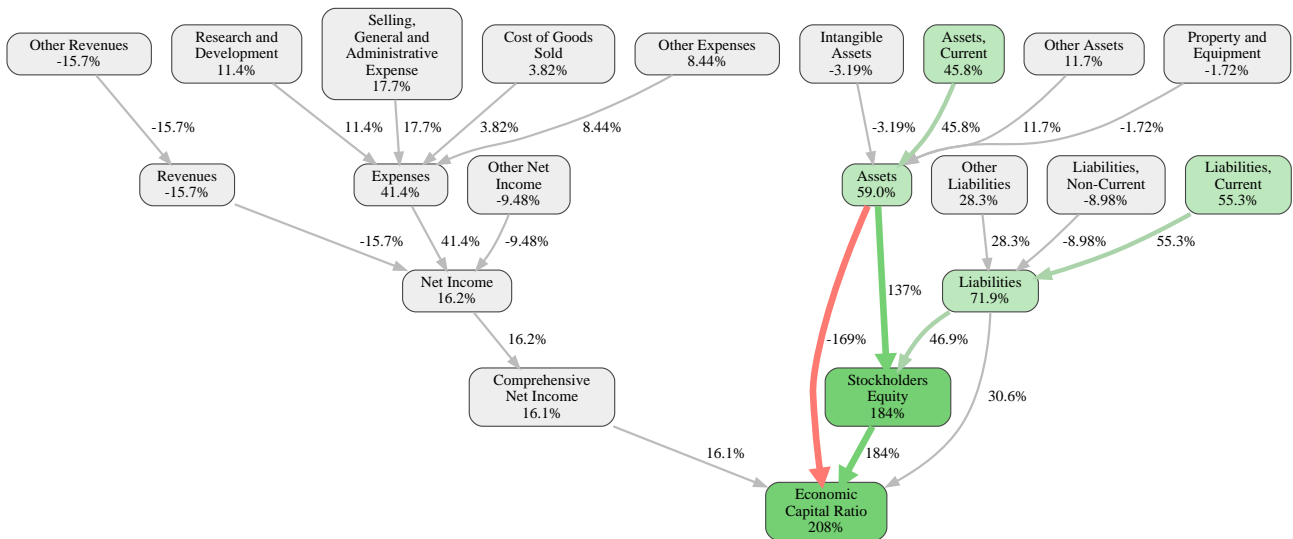 Other Revenues
-15.7%
Research and
Development
11.4%
Selling,
General and
Administrative
Expense
17.7%
Cost of Goods
Sold
3.82%
Other Expenses
8.44%
Intangible
Assets
-3.19%
Assets,
Current
45.8%
Other Assets
11.7%
Property and
Equipment
-1.72%
-15.7%
11.4%
17.7%
3.82%
8.44%
-3.19%
45.8%
11.7%
-1.72%
Revenues
-15.7%
Expenses
41.4%
Other Net
Income
-9.48%
Assets
59.0%
Other
Liabilities
28.3%
Liabilities,
Non-Current
-8.98%
Liabilities,
Current
55.3%
-15.7%
41.4%
-9.48%
28.3%
-8.98%
55.3%
Net Income
16.2%
137%
Liabilities
71.9%
16.2%
-169%
46.9%
Comprehensive
Net Income
16.1%
Stockholders
Equity
184%
30.6%
16.1%
184%
Economic
Capital Ratio
208%